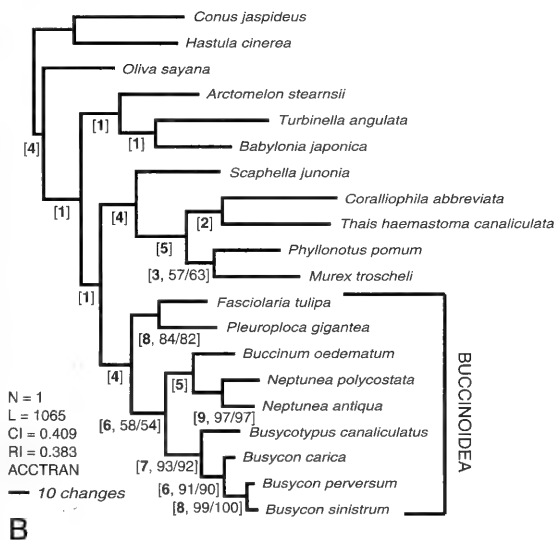 Conus jaspideus
Hastula cinerea
Oliva sayana
Arctomelon stearnsii
[1]
Turbinella angulata
[1]
Babylonia japonica
[4]
Scaphella junonia
[1]
[4]
Coralliophila abbreviata
[2]
Thais haemastoma canaliculata
[5]
Phyllonotus pomum
[3, 57/63]
Murex troscheli
[1]
Fasciolaria tulipa
Pleuroploca gigantea
[8, 84/82]
Buccinum oedematum
[4]
[5]
Neptunea polycostata
Neptunea antiqua
[9, 97/97]
[6, 58/54]
Busycotypus canaliculatus
[7, 93/92]
Busycon carica
[6, 91/90]
Busycon perversum
[8, 99/100]
Busycon sinistrum
BUCCINOIDEA
N = 1
L = 1065
CI = 0.409
RI = 0.383
ACCTRAN
10 changes
B